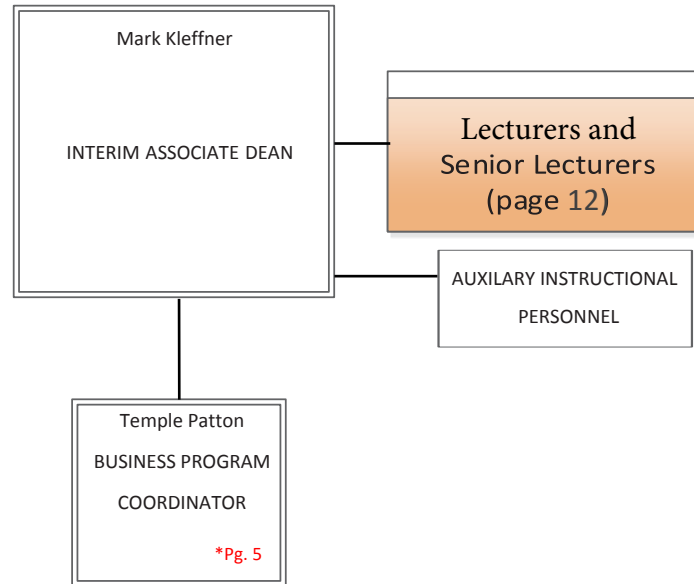 Mark Kleffner
INTERIM ASSOCIATE DEAN
Lecturers and
Senior Lecturers
(page 12)
AUXILARY INSTRUCTIONAL
PERSONNEL
Temple Patton
BUSINESS PROGRAM
COORDINATOR
*Pg. 5